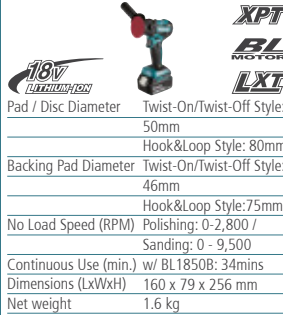 XPT
BL
MOTOR
18V
LITHIUM-ION
LXT
Pad / Disc Diameter Twist-On/Twist-Off Style:
50mm
Hook&Loop Style: 80mm
Backing Pad Diameter Twist-On/Twist-Off Style:
46mm
Hook&Loop Style:75mm
No Load Speed (RPM) Polishing: 0-2,800 /
Sanding: 0 - 9,500
Continuous Use (min.) w/ BL1850B: 34mins
Dimensions (LxWxH) 160 x 79 x 256 mm
Net weight 1.6 kg